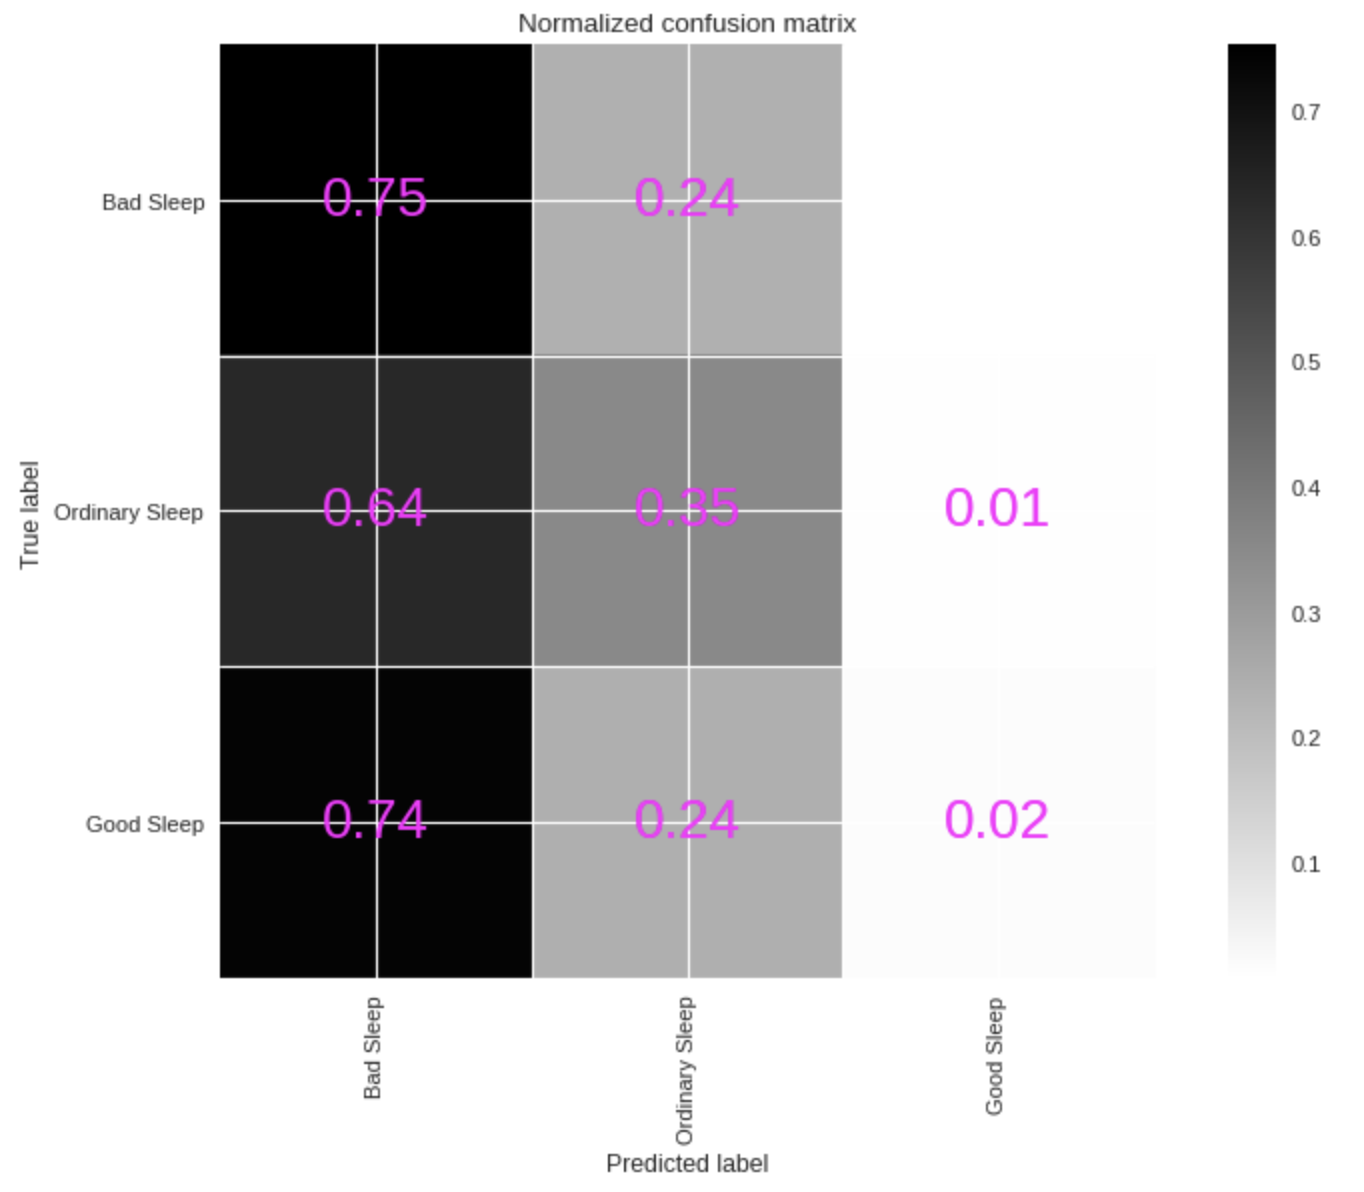 Normalized confusion matrix
0.7
0.6
0.5
0.4
0.3
0.2
0.1
True label
Bad Sleep
0.75
0.24
Ordinary Sleep
0.64
0.35
0.01
Good Sleep
0.74
0.24
0.02
Bad Sleep
Ordinary Sleep
Good Sleep
Predicted label